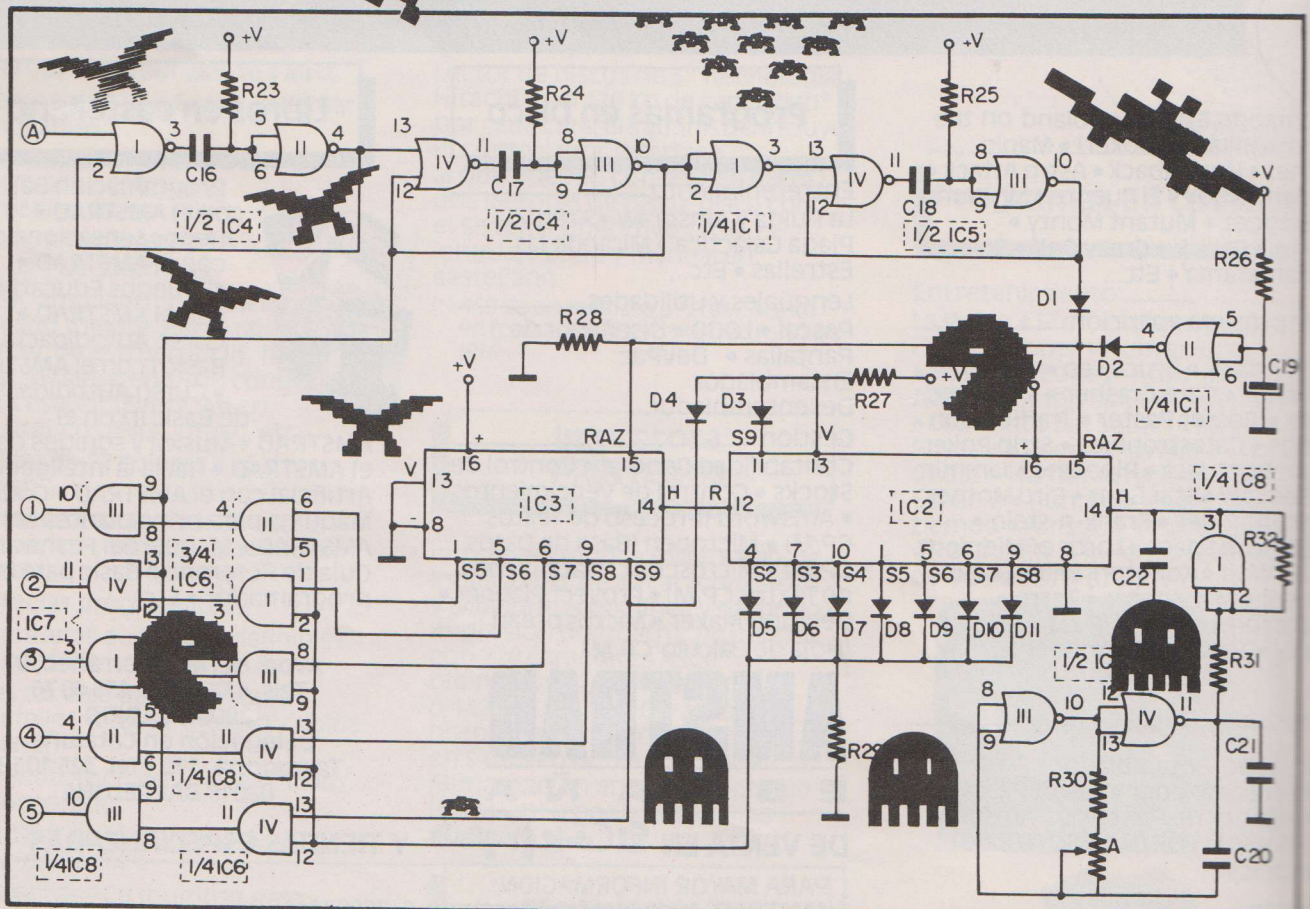 +V +V +V
R23 R24 R25
A
3 5 4 13 11 8 10 1 3 13 11 8 10
I II IV III I IV III
2 C16 6 12 C17 9 2 12 C18 9
+V
1/2 IC4 1/2 IC4 1/4 IC1 1/2 IC5
R26
D1
R28
4 5
II
D2 6
C19
+V D4 D3 R27 +V 1/4 IC1
+ RAZ S9 V RAZ
16 15 13 16 15
V 1/4 IC8
13 H R H
10 9 4 6 IC3 14 12 IC2 14 3
1 III 8 R32
8 3/4 5 1 5 6 9 11 4 7 10 1 5 6 9 8 I
2 11 13 IC6 1 S5 S6 S7 S8 S9 S2 S3 S4 S5 S6 S7 S8 C22 1 2
IV 12 3 2
IC7 D5 D6 D7 D8 D9 D10 D11
3 3 8 R31
III 1/2 IC
5 9 8 10 12 11
4 4 II 13 III IV
6 IV R29 9 13 C21
1/4 IC8 12
9 R30
5 10 III 11 13
8 IV A C20
1/4 IC8 1/4 IC6 12